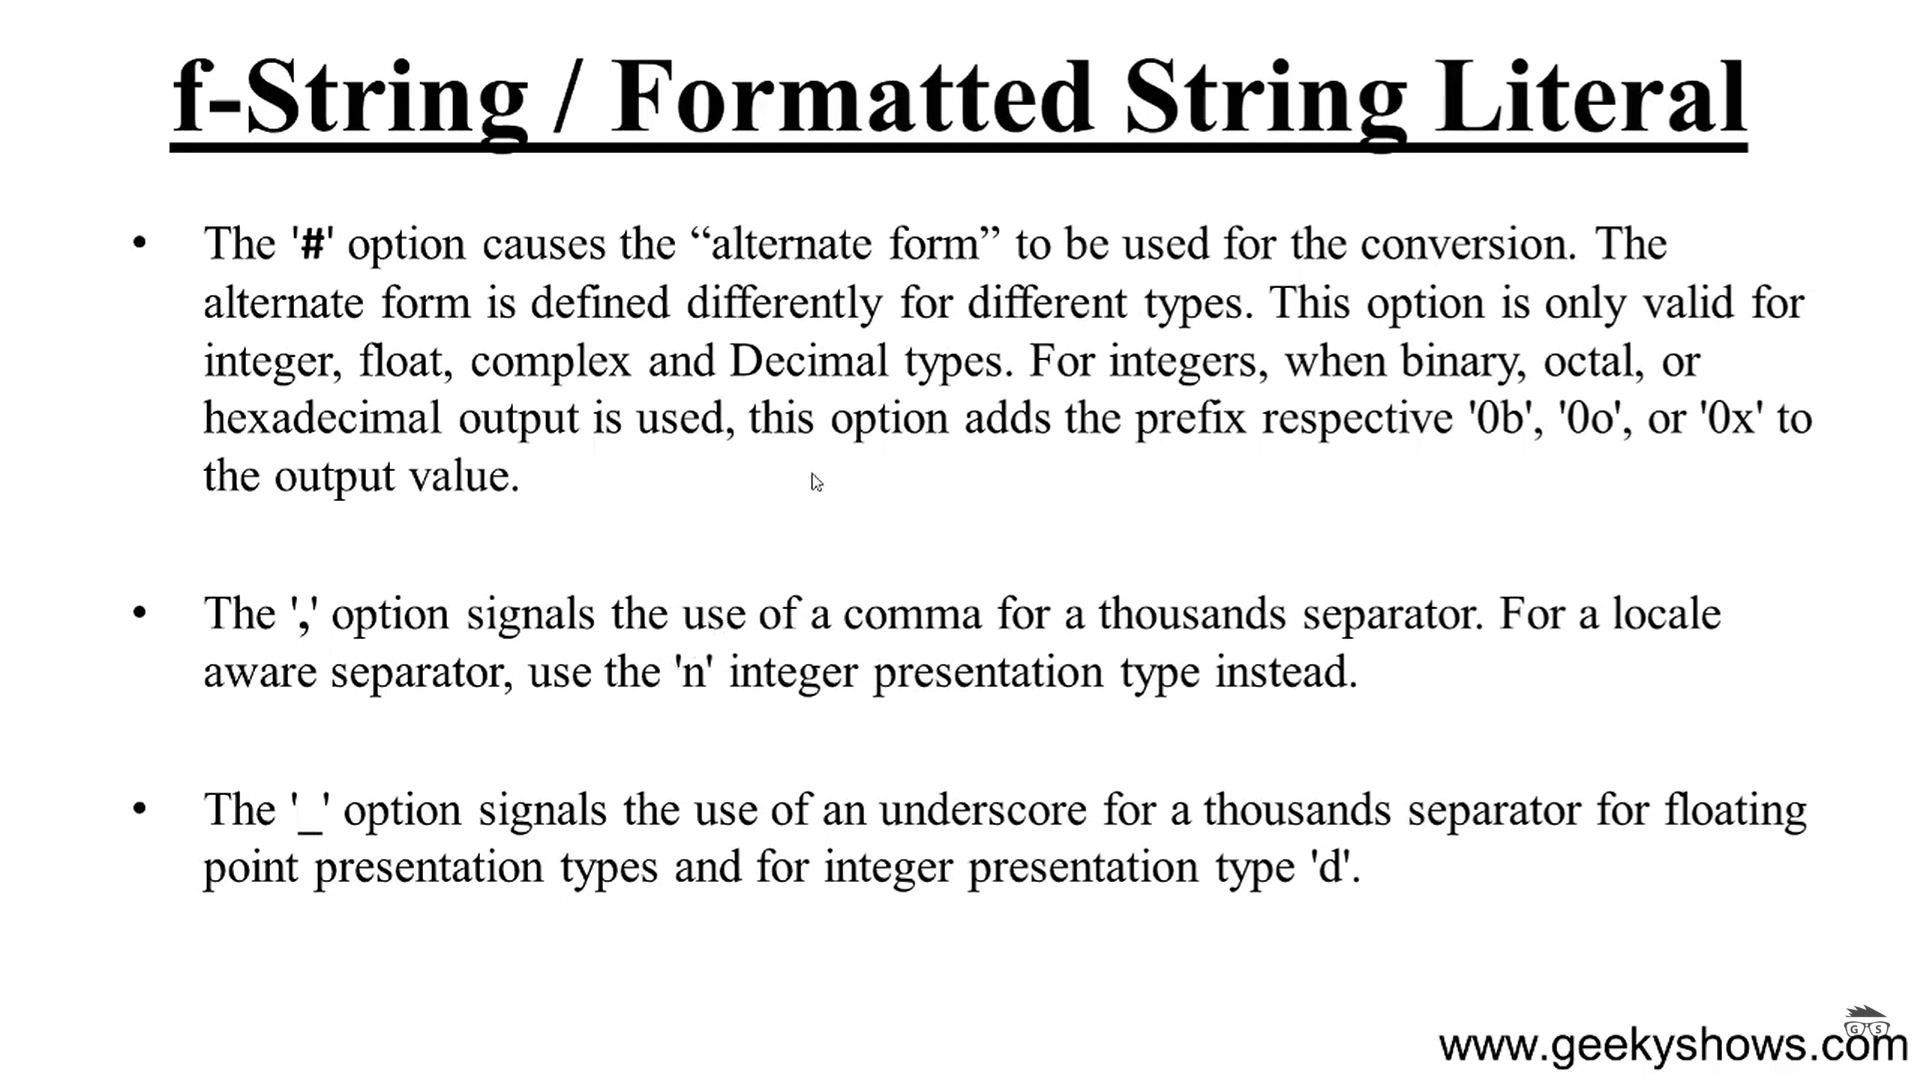 f-String / Formatted String Literal
• The '#' option causes the “alternate form” to be used for the conversion. The
alternate form is defined differently for different types. This option is only valid for
integer, float, complex and Decimal types. For integers, when binary, octal, or
hexadecimal output is used, this option adds the prefix respective '0b', '0o', or '0x' to
the output value.
• The ',' option signals the use of a comma for a thousands separator. For a locale
aware separator, use the 'n' integer presentation type instead.
• The '_' option signals the use of an underscore for a thousands separator for floating
point presentation types and for integer presentation type 'd'.
G S
www.geekyshows.com